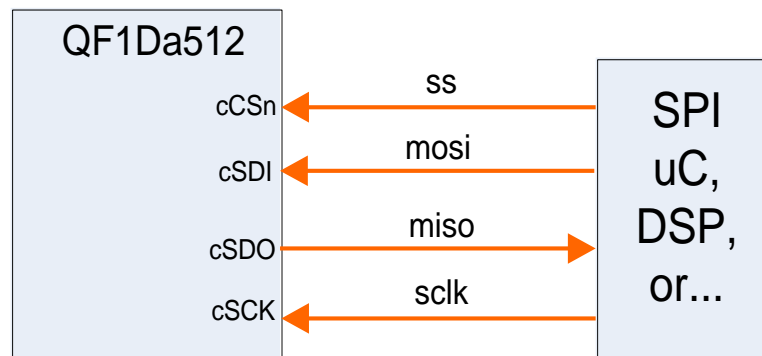 QF1Da512
cCSn
ss
cSDI
mosi
cSDO
miso
cSCK
sclk
SPI
uC,
DSP,
or...